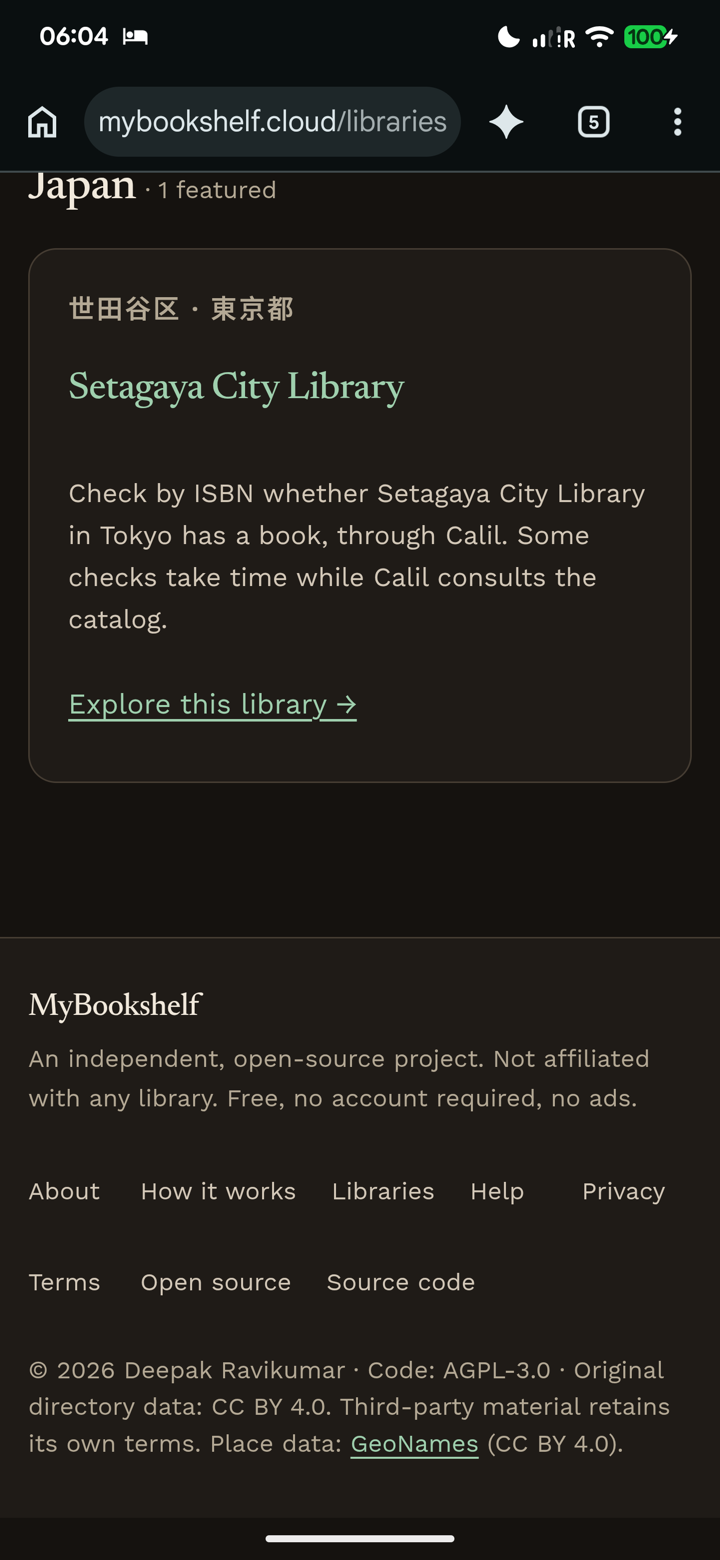 06:04
R 100
mybookshelf.cloud/libraries
5
Japan · 1 featured
世田谷区 · 東京都
Setagaya City Library
Check by ISBN whether Setagaya City Library
in Tokyo has a book, through Calil. Some
checks take time while Calil consults the
catalog.
Explore this library →
MyBookshelf
An independent, open-source project. Not affiliated
with any library. Free, no account required, no ads.
About How it works Libraries Help Privacy
Terms Open source Source code
© 2026 Deepak Ravikumar · Code: AGPL-3.0 · Original
directory data: CC BY 4.0. Third-party material retains
its own terms. Place data: GeoNames (CC BY 4.0).